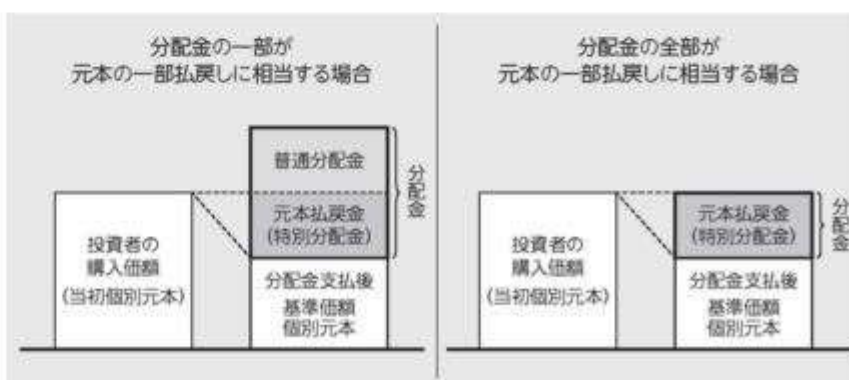 分配金の一部が
元本の一部払戻しに相当する場合
普通分配金
元本払戻金
(特別分配金)
分配金
投資者の
購入価額
(当初個別元本)
分配金支払後
基準価額
個別元本
分配金の全部が
元本の一部払戻しに相当する場合
元本払戻金
(特別分配金)
分配金
投資者の
購入価額
(当初個別元本)
分配金支払後
基準価額
個別元本